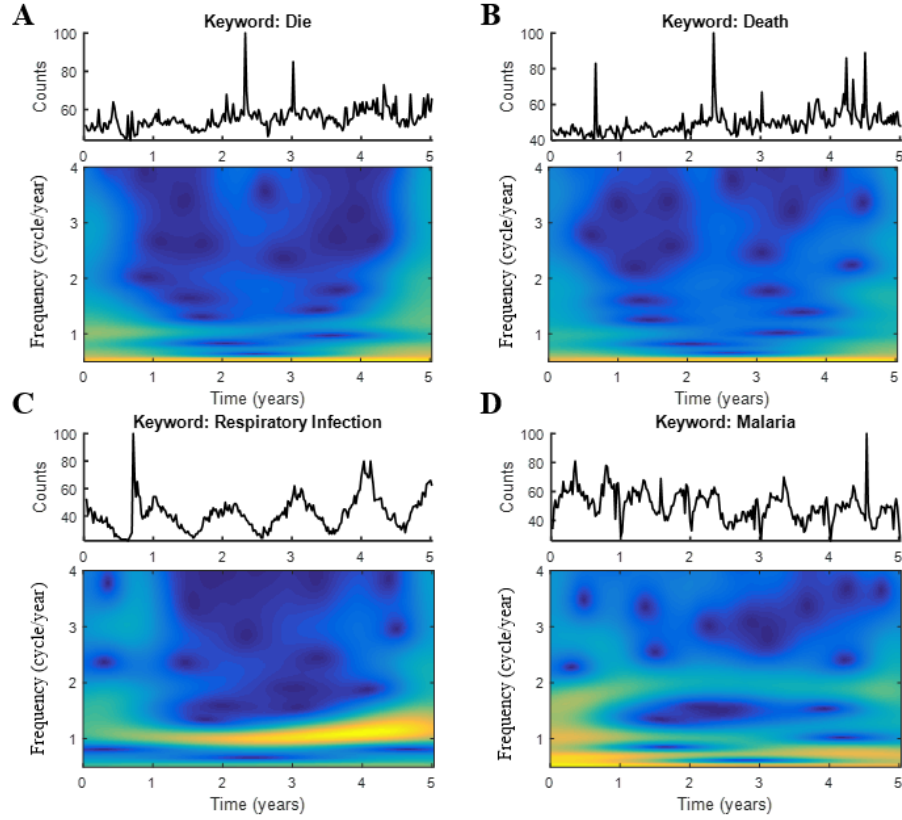 A
Keyword: Die
Counts
100
80
60
0 1 2 3 4 5
Frequency (cycle/year)
4
3
2
1
0 1 2 3 4 5
Time (years)
B
Keyword: Death
Counts
100
80
60
40
0 1 2 3 4 5
Frequency (cycle/year)
4
3
2
1
0 1 2 3 4 5
Time (years)
C
Keyword: Respiratory Infection
Counts
100
80
60
40
0 1 2 3 4 5
Frequency (cycle/year)
4
3
2
1
0 1 2 3 4 5
Time (years)
D
Keyword: Malaria
Counts
100
80
60
40
0 1 2 3 4 5
Frequency (cycle/year)
4
3
2
1
0 1 2 3 4 5
Time (years)